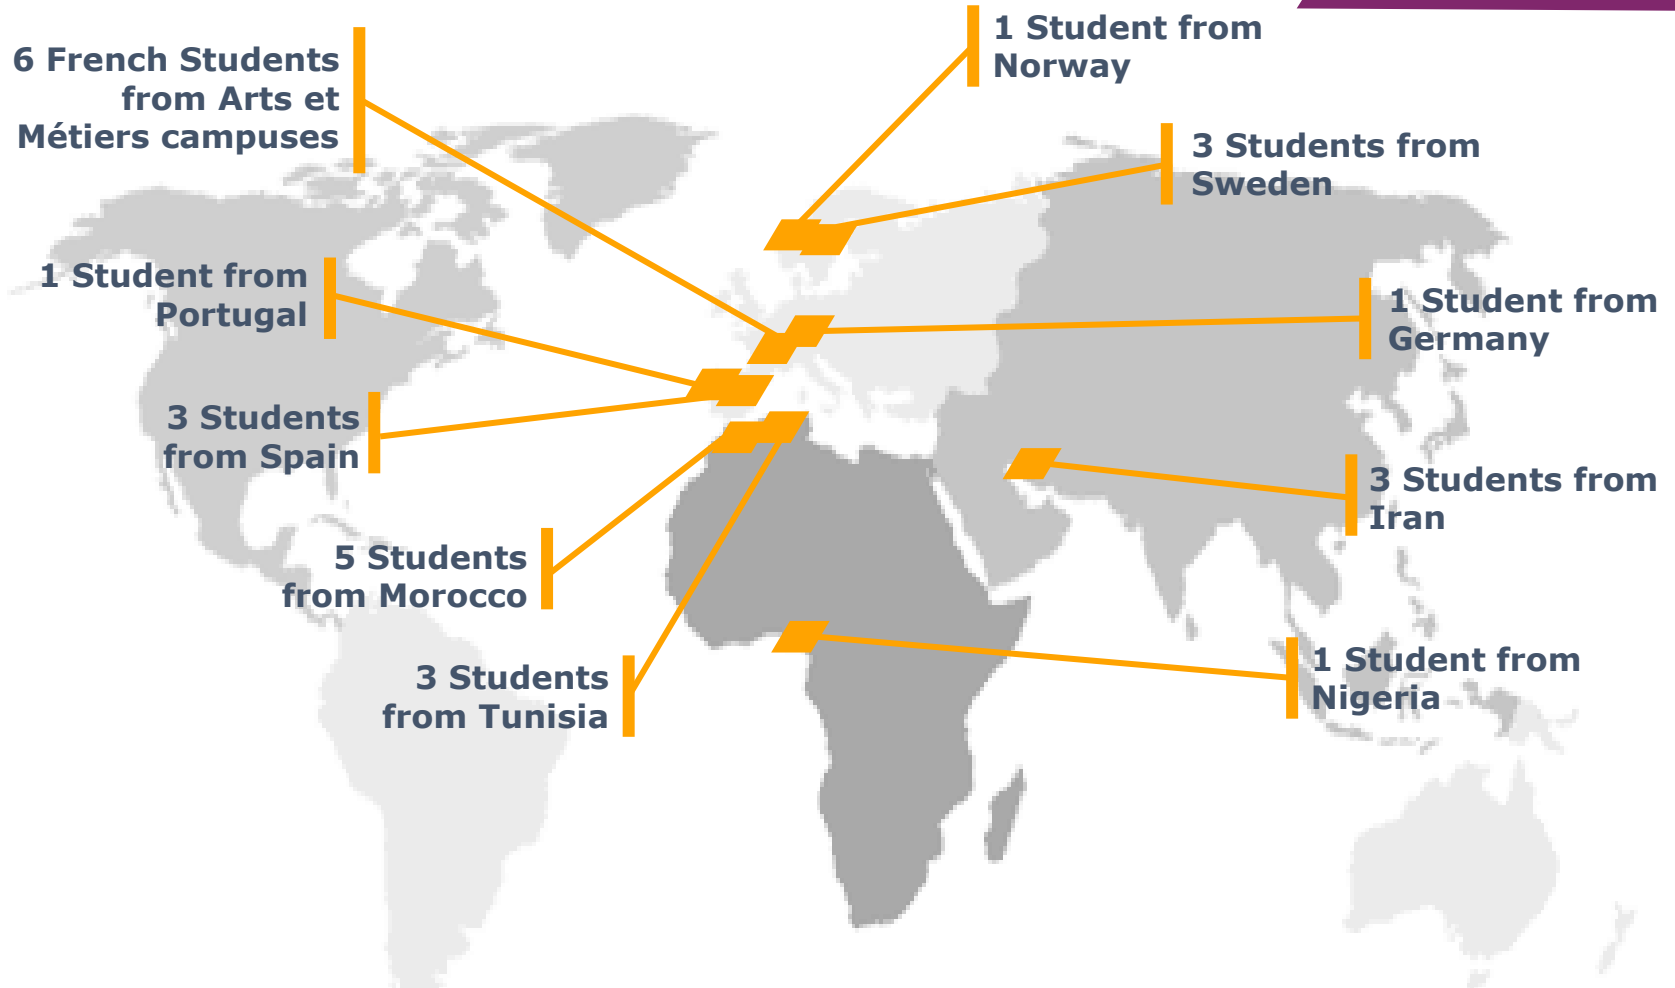 6 French Students
from Arts et
Métiers campuses
1 Student from
Norway
3 Students from
Sweden
1 Student from
Portugal
1 Student from
Germany
3 Students
from Spain
3 Students from
Iran
5 Students
from Morocco
1 Student from
Nigeria
3 Students
from Tunisia